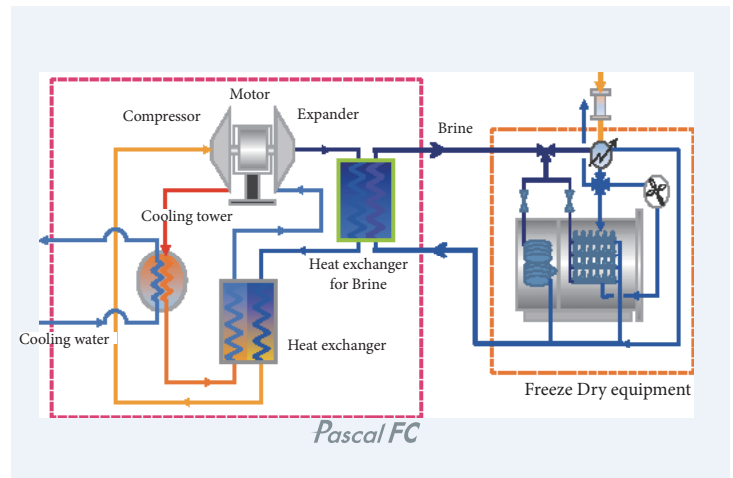 Motor
Compressor
Expander
Brine
Cooling tower
Heat exchanger
for Brine
Cooling water
Heat exchanger
Freeze Dry equipment
Pascal FC